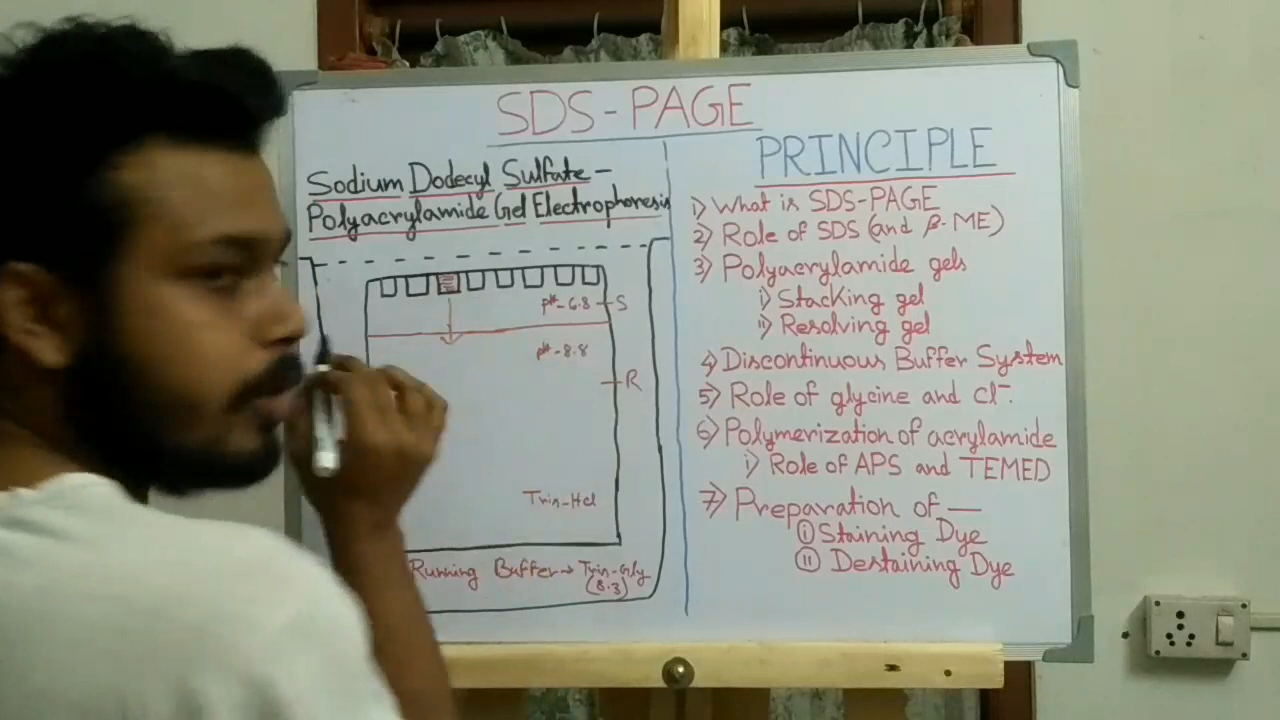 SDS-PAGE
Sodium Dodecyl Sulfate-
Polyacrylamide Gel Electrophoresis
pH-6.8
S
pH-8.8
R
Tris-Hcl
Running Buffer→ Tris-Gly
(8.3)
PRINCIPLE
1) What is SDS-PAGE
2) Role of SDS (and β-ME)
3) Polyacrylamide gels
i) Stacking gel
ii) Resolving gel
4) Discontinuous Buffer System
5) Role of glycine and Cl⁻.
6) Polymerization of acrylamide
i) Role of APS and TEMED
7) Preparation of —
(i) Staining Dye
(ii) Destaining Dye